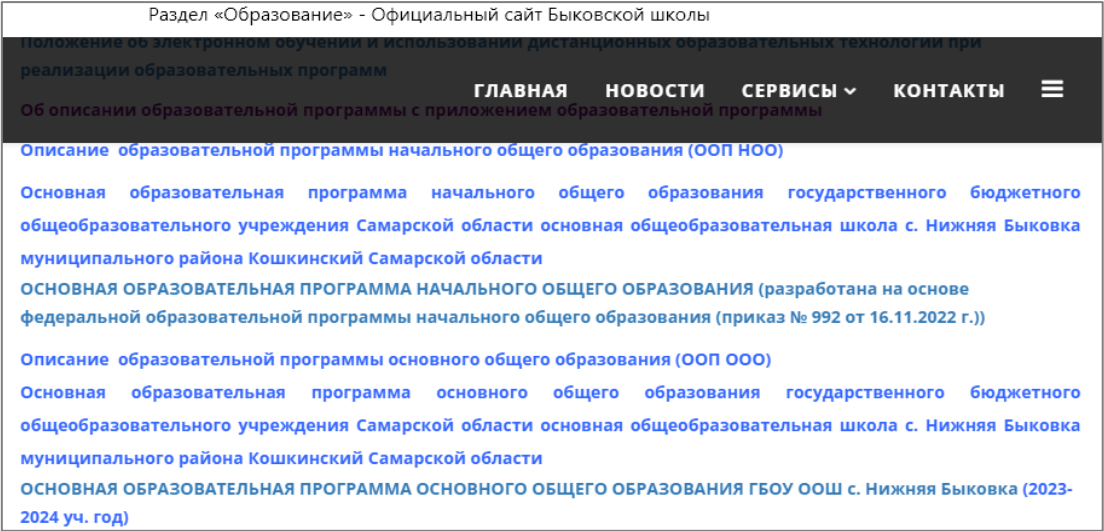 Раздел «Образование» - Официальный сайт Быковской школы
Положение об электронном обучении и использовании дистанционных образовательных технологий при
реализации образовательных программ
ГЛАВНАЯ НОВОСТИ СЕРВИСЫ КОНТАКТЫ
Об описании образовательной программы с приложением образовательной программы
Описание образовательной программы начального общего образования (ООП НОО)
Основная образовательная программа начального общего образования государственного бюджетного
общеобразовательного учреждения Самарской области основная общеобразовательная школа с. Нижняя Быковка
муниципального района Кошкинский Самарской области
ОСНОВНАЯ ОБРАЗОВАТЕЛЬНАЯ ПРОГРАММА НАЧАЛЬНОГО ОБЩЕГО ОБРАЗОВАНИЯ (разработана на основе
федеральной образовательной программы начального общего образования (приказ № 992 от 16.11.2022 г.))
Описание образовательной программы основного общего образования (ООП ООО)
Основная образовательная программа основного общего образования государственного бюджетного
общеобразовательного учреждения Самарской области основная общеобразовательная школа с. Нижняя Быковка
муниципального района Кошкинский Самарской области
ОСНОВНАЯ ОБРАЗОВАТЕЛЬНАЯ ПРОГРАММА ОСНОВНОГО ОБЩЕГО ОБРАЗОВАНИЯ ГБОУ ООШ с. Нижняя Быковка (2023-
2024 уч. год)